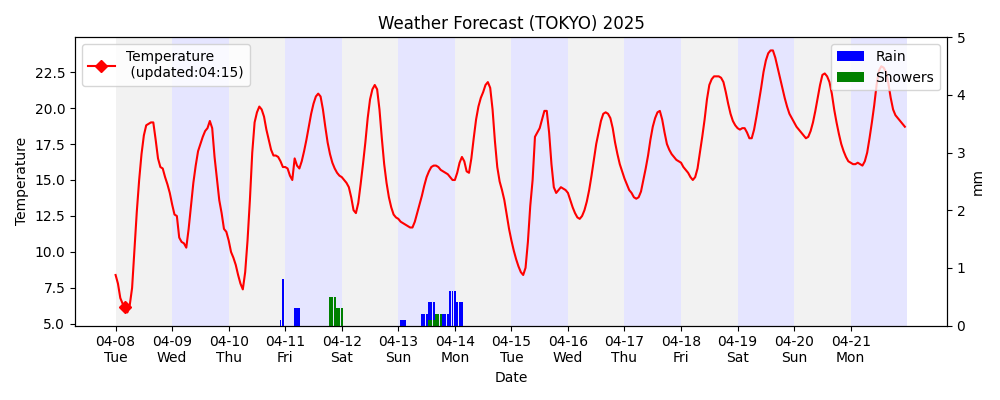 Weather Forecast (TOKYO) 2025
Temperature
(updated:04:15)
Rain
Showers
Temperature
22.5
20.0
17.5
15.0
12.5
10.0
7.5
5.0
5
4
3
2
1
0
mm
04-08 04-09 04-10 04-11 04-12 04-13 04-14 04-15 04-16 04-17 04-18 04-19 04-20 04-21
Tue Wed Thu Fri Sat Sun Mon Tue Wed Thu Fri Sat Sun Mon
Date